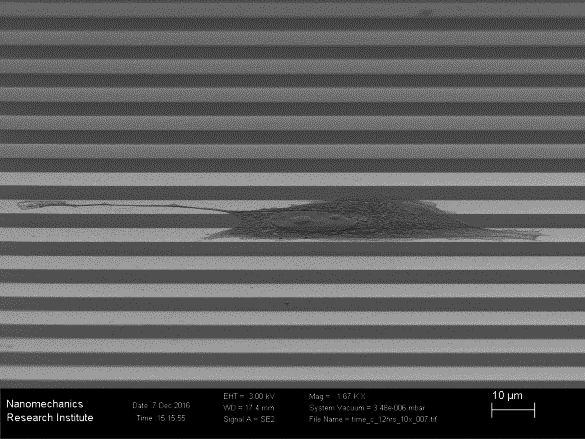 Nanomechanics
Research Institute
Date :7 Dec 2016
Time :15:15:55
EHT = 3.00 kV
WD = 17.4 mm
Signal A = SE2
Mag = 1.67 K X
System Vacuum = 3.48e-006 mbar
File Name = time_c_12hrs_10x_007.tif
10 µm